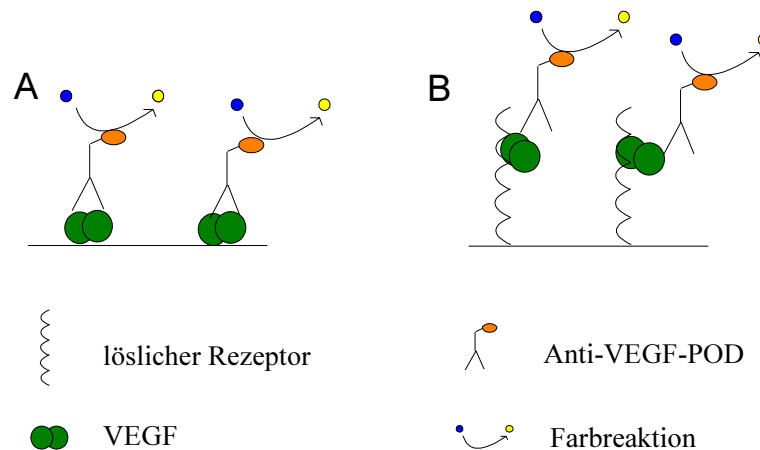 A
B
löslicher Rezeptor
Anti-VEGF-POD
VEGF
Farbreaktion